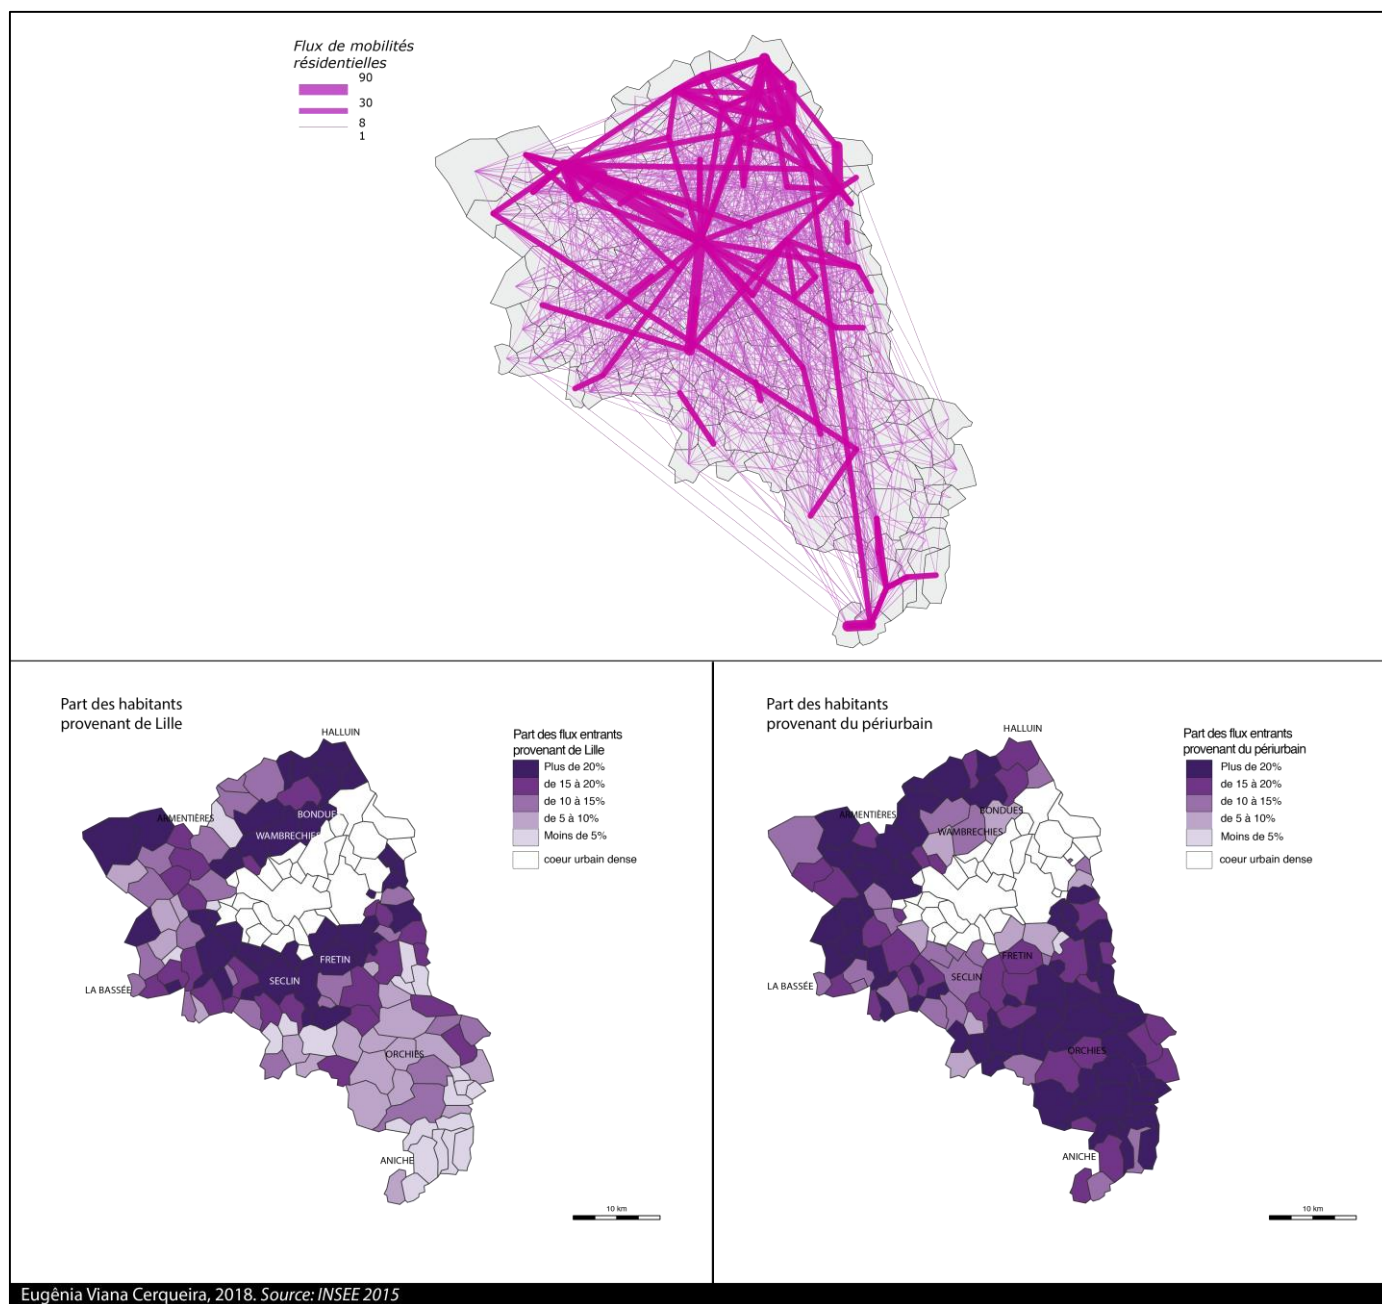 Flux de mobilités
résidentielles
90
30
8
1
Part des habitants
provenant de Lille
HALLUIN
Part des flux entrants
provenant de Lille
Plus de 20%
de 15 à 20%
de 10 à 15%
de 5 à 10%
Moins de 5%
coeur urbain dense
ARMENTIÈRES
BONDUE
WAMBRECHIES
FRETIN
SECLIN
LA BASSÉE
ORCHIES
ANICHE
10 km
Part des habitants
provenant du périurbain
HALLUIN
Part des flux entrants
provenant du périurbain
Plus de 20%
de 15 à 20%
de 10 à 15%
de 5 à 10%
Moins de 5%
coeur urbain dense
ARMENTIÈRES
BONDUES
WAMBRECHIES
FRETIN
SECLIN
LA BASSÉE
ORCHIES
ANICHE
10 km
Eugênia Viana Cerqueira, 2018. Source: INSEE 2015